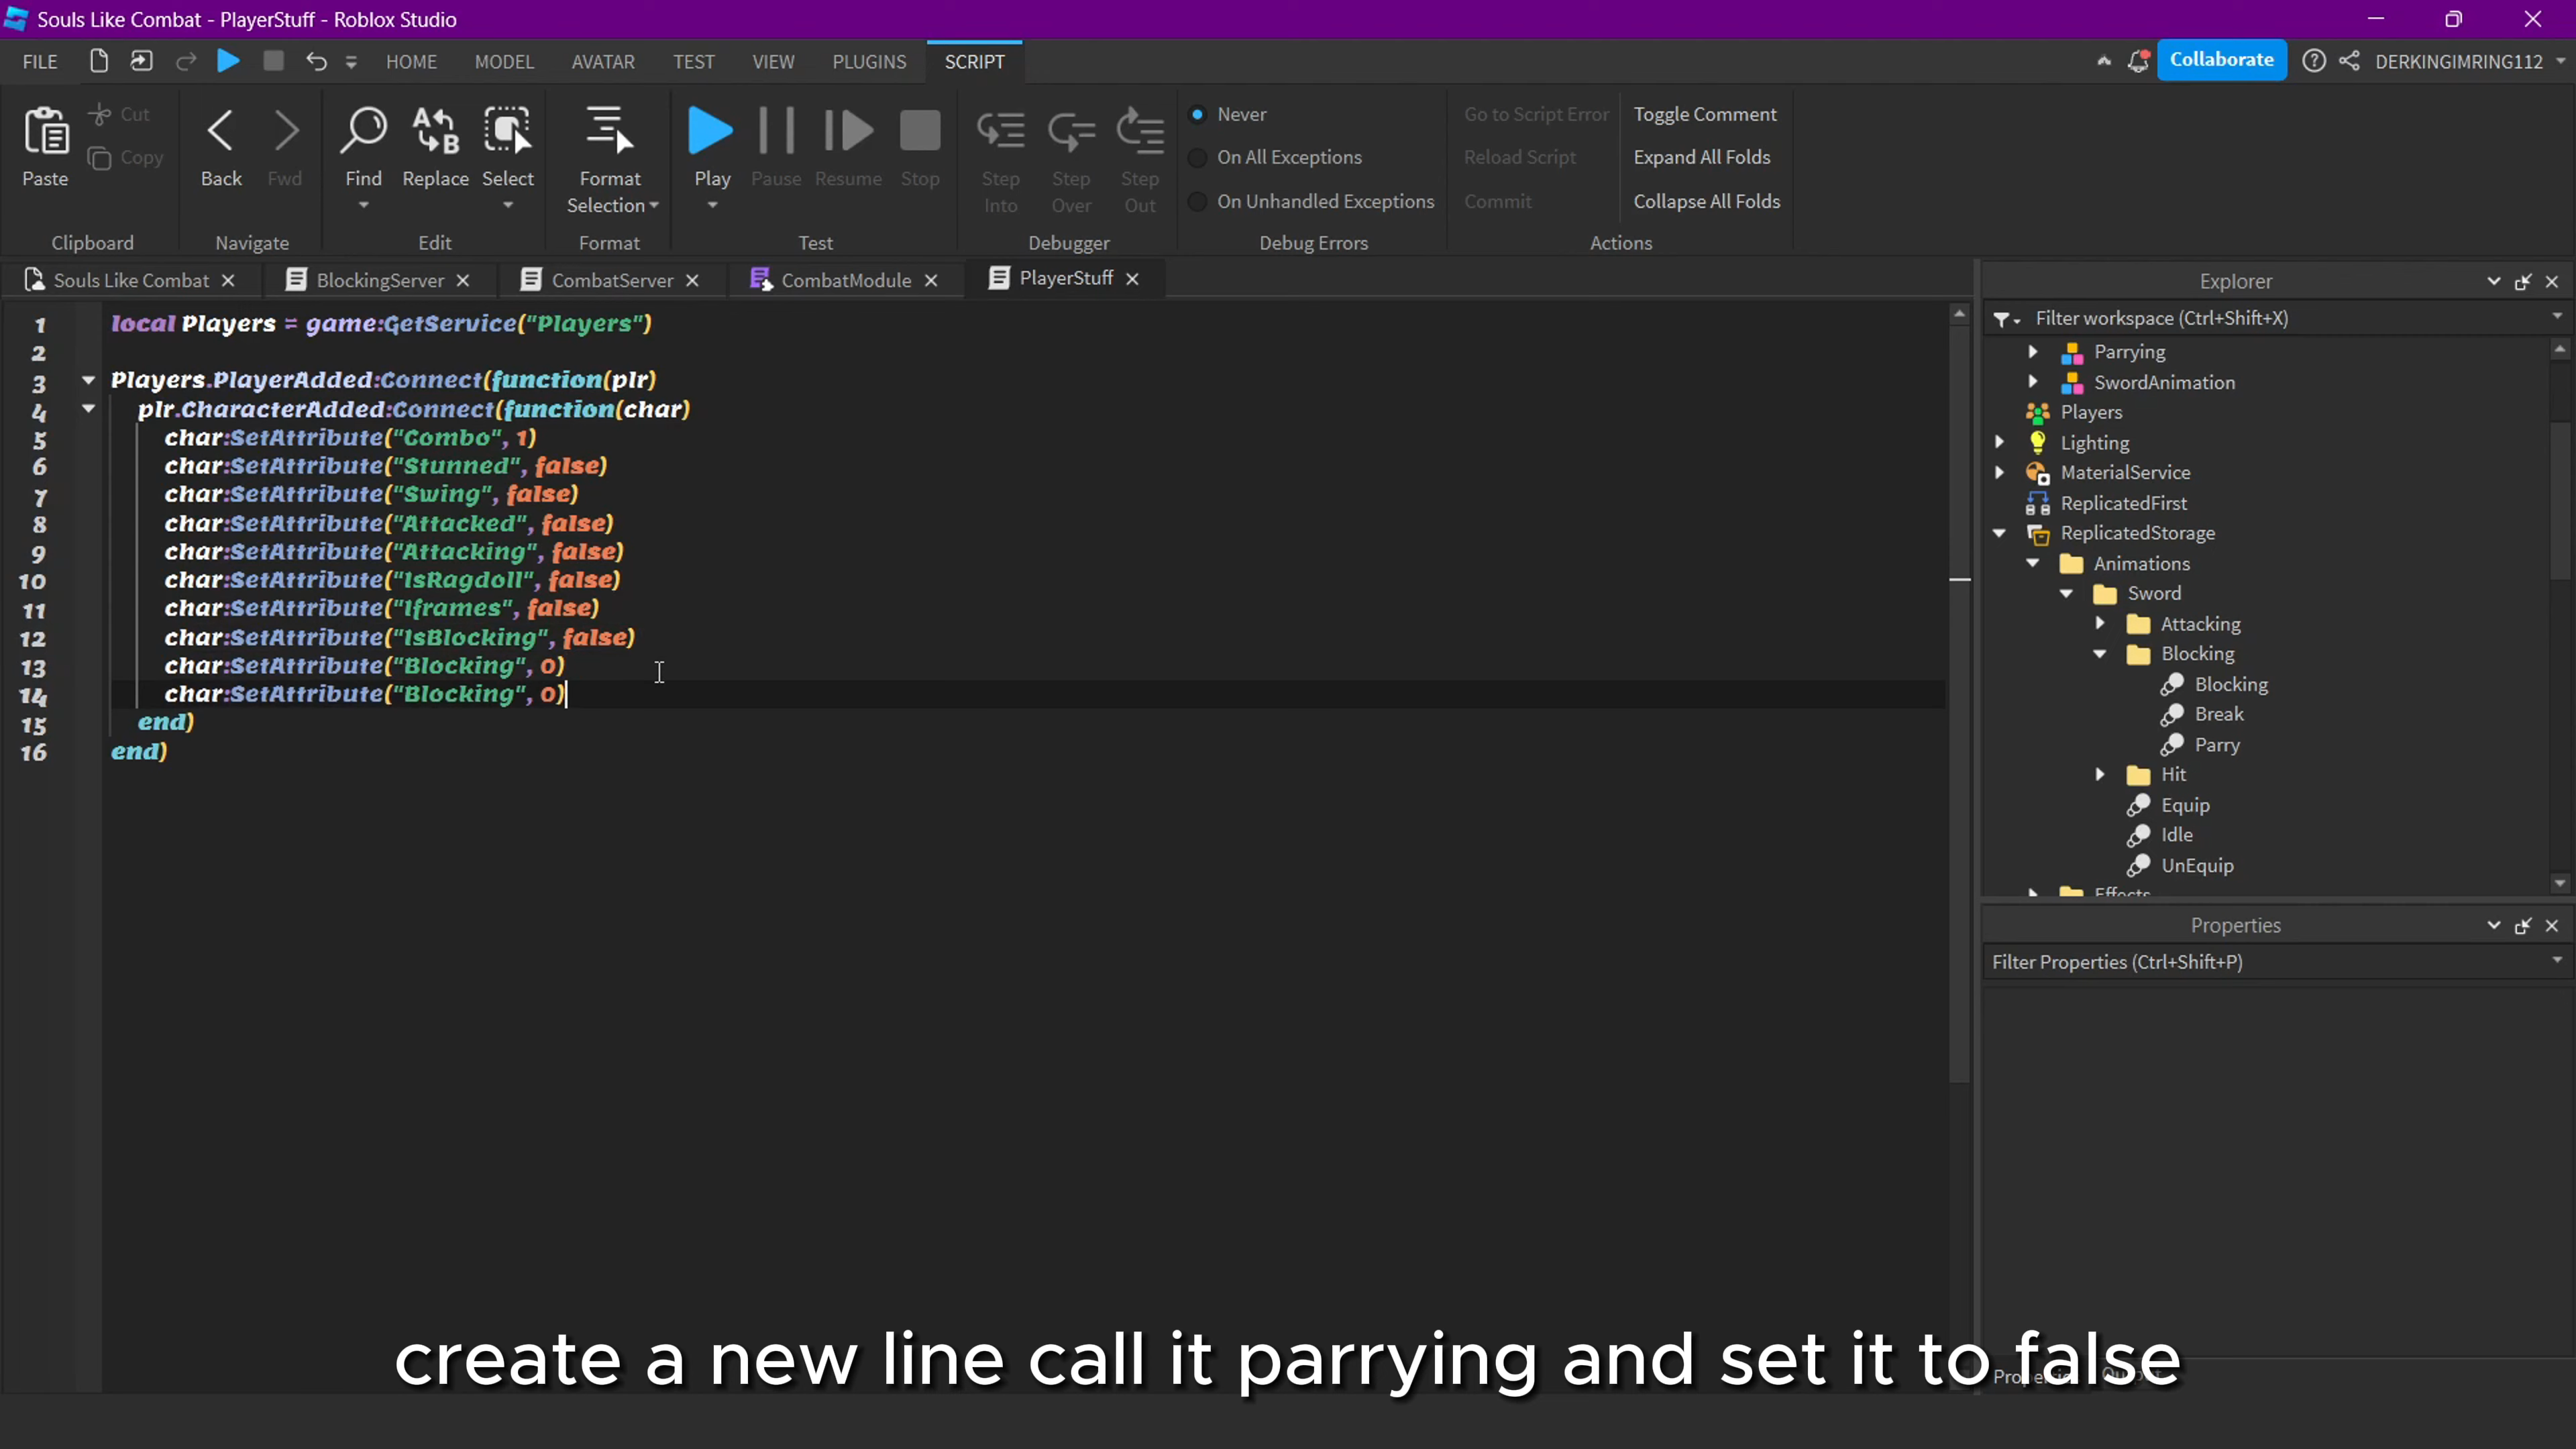 Souls Like Combat - PlayerStuff - Roblox Studio
FILE HOME MODEL AVATAR TEST VIEW PLUGINS SCRIPT Collaborate DERKINGIMRING112
Paste Cut Copy Back Fwd Find Replace Select Format Selection Play Pause Resume Stop Step Into Step Over Step Out
Never
On All Exceptions
On Unhandled Exceptions
Go to Script Error
Reload Script
Commit
Toggle Comment
Expand All Folds
Collapse All Folds
Clipboard Navigate Edit Format Test Debugger Debug Errors Actions
Souls Like Combat BlockingServer CombatServer CombatModule PlayerStuff
1 local Players = game:GetService("Players")
2
3 Players.PlayerAdded:Connect(function(plr)
4 plr.CharacterAdded:Connect(function(char)
5 char:SetAttribute("Combo", 1)
6 char:SetAttribute("Stunned", false)
7 char:SetAttribute("Swing", false)
8 char:SetAttribute("Attacked", false)
9 char:SetAttribute("Attacking", false)
10 char:SetAttribute("IsRagdoll", false)
11 char:SetAttribute("Iframes", false)
12 char:SetAttribute("IsBlocking", false)
13 char:SetAttribute("Blocking", 0)
14 char:SetAttribute("Blocking", 0)
15 end)
16 end)
Explorer
Filter workspace (Ctrl+Shift+X)
Parrying
SwordAnimation
Players
Lighting
MaterialService
ReplicatedFirst
ReplicatedStorage
Animations
Sword
Attacking
Blocking
Blocking
Break
Parry
Hit
Equip
Idle
UnEquip
Effects
Properties
Filter Properties (Ctrl+Shift+P)
create a new line call it parrying and set it to false